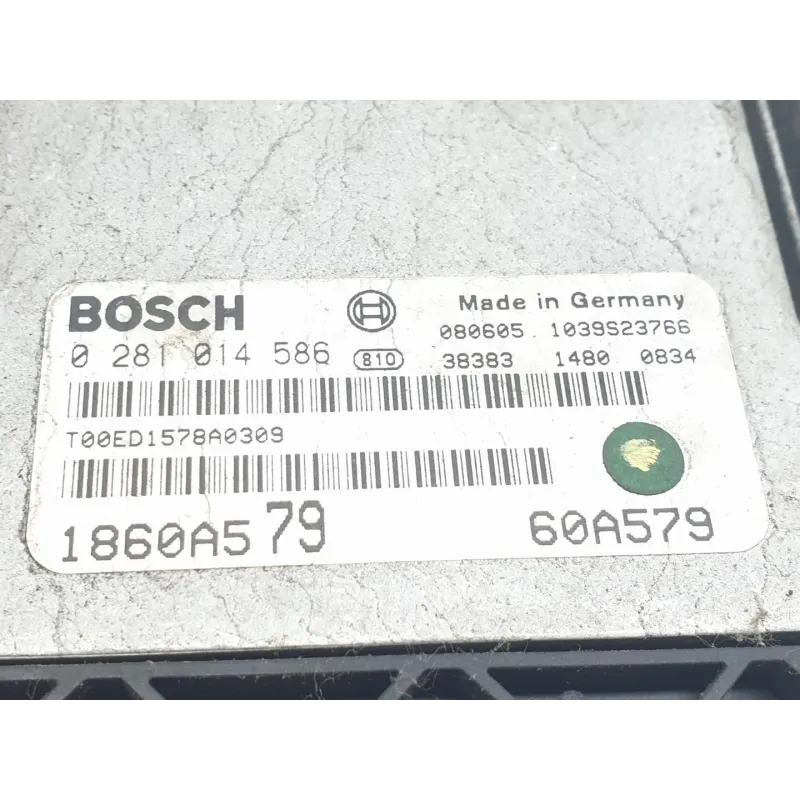 BOSCH
Made in Germany
080605 1039S23766
0 281 014 586 810 38383 1480 0834
T00ED1578A0309
1860A579 60A579